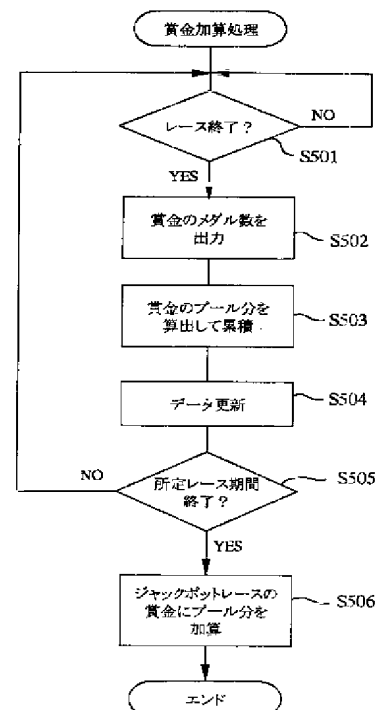 賞金加算処理
レース終了?
NO
S501
YES
賞金のメダル数を
出力
S502
賞金のプール分を
算出して累積
S503
データ更新
S504
NO
所定レース期間
終了?
S505
YES
ジャックポットレースの
賞金にプール分を
加算
S506
エンド